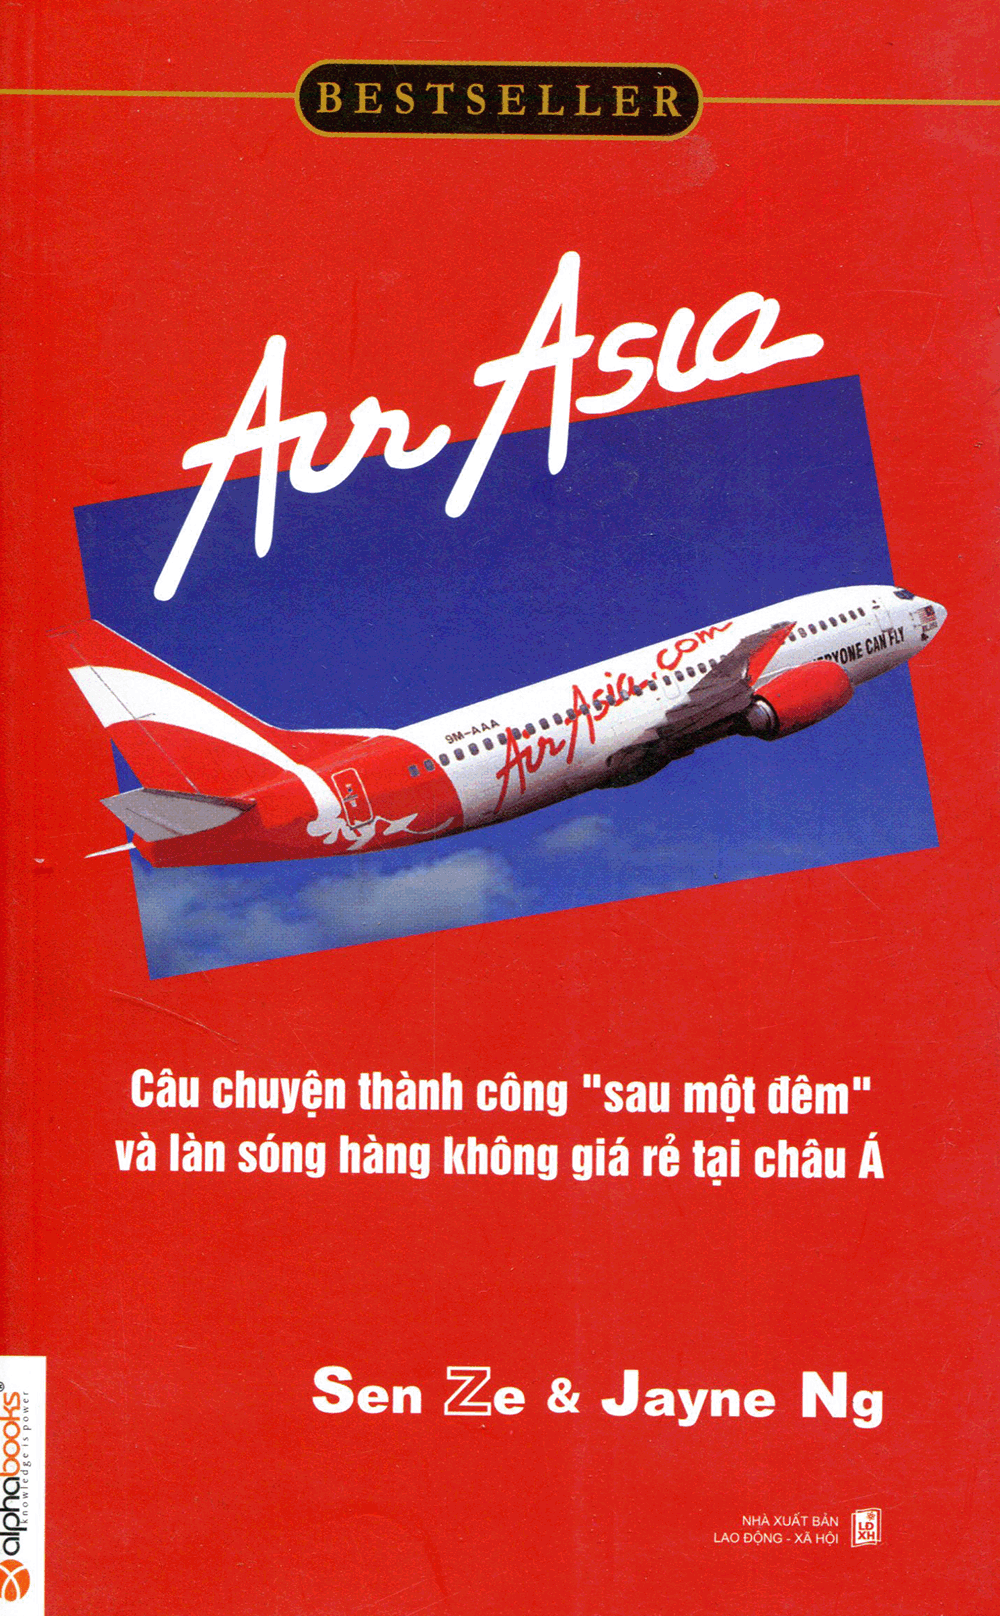 BESTSELLER
Air Asia
9M-AAA
AirAsia.com
CAN FLY
Câu chuyện thành công "sau một đêm"
và làn sóng hàng không giá rẻ tại châu Á
Sen Ze & Jayne Ng
NHÀ XUẤT BẢN
LAO ĐỘNG - XÃ HỘI
LĐ
XH
alphabooks®
knowledge is power